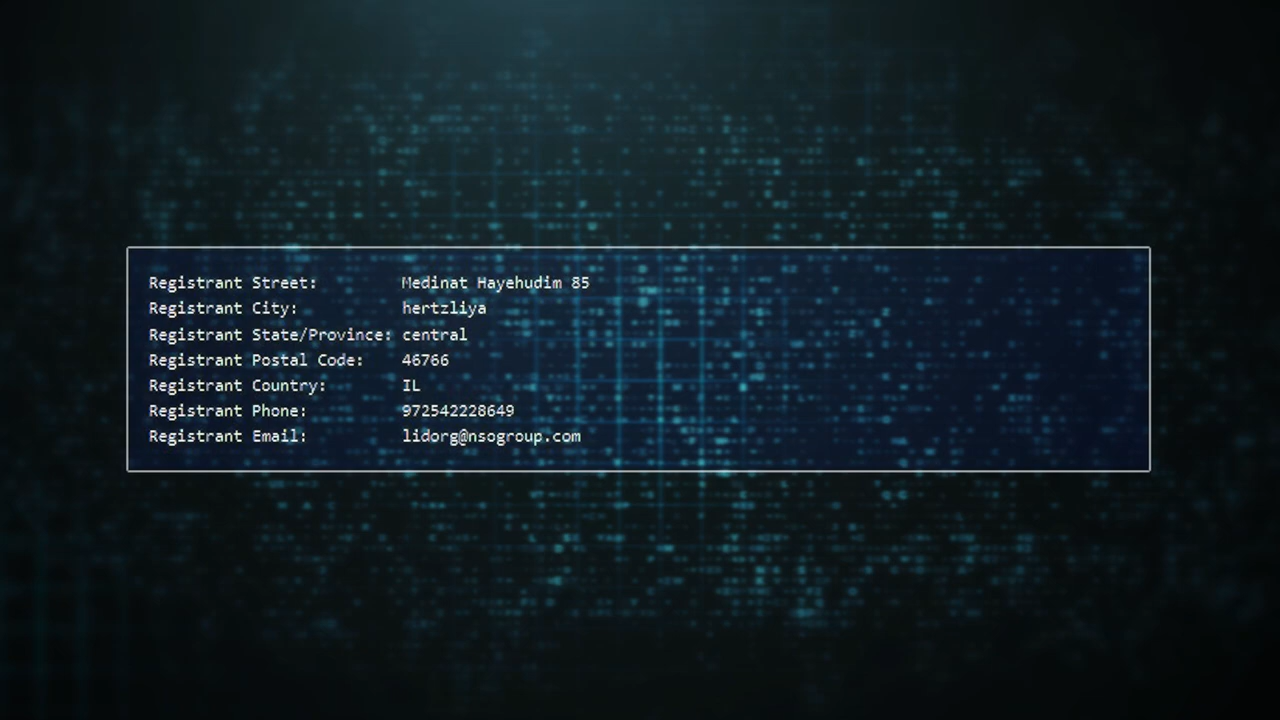 Registrant Street: Medinat Hayehudim 85
Registrant City: hertzliya
Registrant State/Province: central
Registrant Postal Code: 46766
Registrant Country: IL
Registrant Phone: 972542228649
Registrant Email: lidorg@nsogroup.com